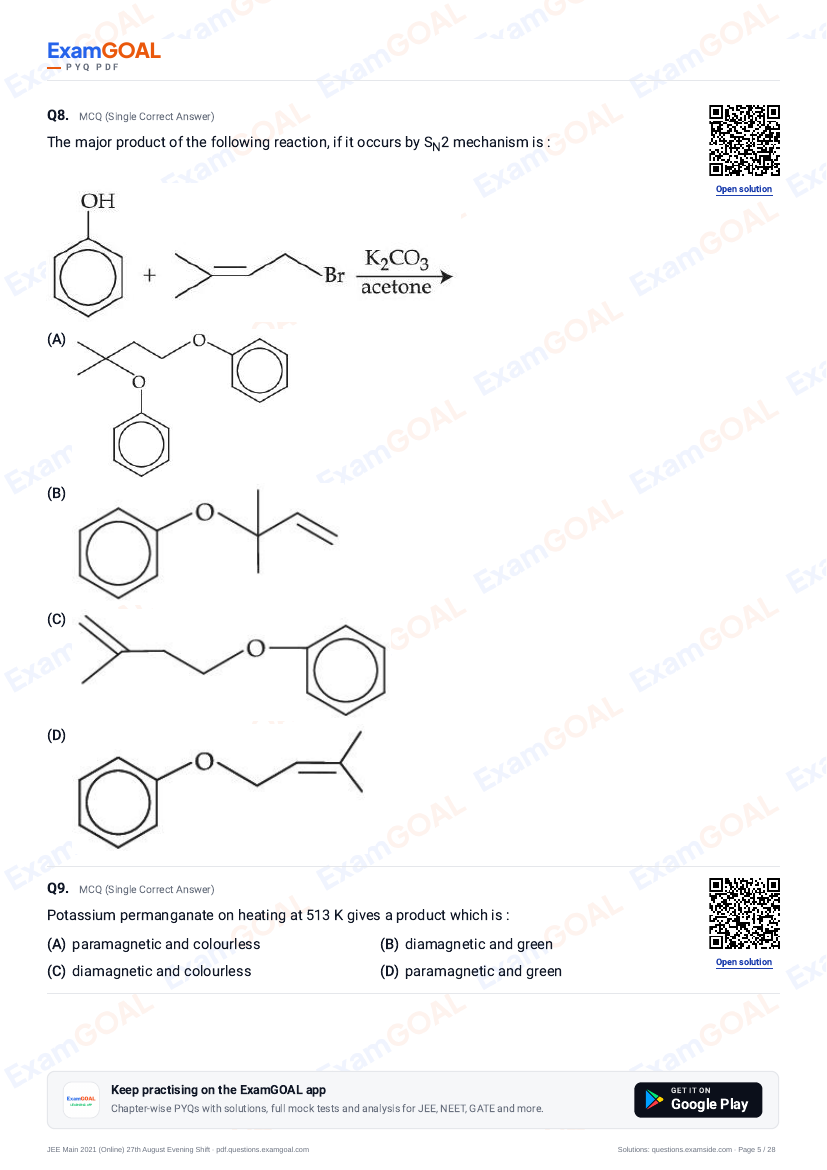 ExamGOAL
PYQ PDF
Q8. MCQ (Single Correct Answer)
The major product of the following reaction, if it occurs by SN2 mechanism is :
Open solution
OH
+ Br K2CO3
acetone
(A)
O
O
(B)
O
(C)
O
(D)
O
Q9. MCQ (Single Correct Answer)
Potassium permanganate on heating at 513 K gives a product which is :
(A) paramagnetic and colourless (B) diamagnetic and green
(C) diamagnetic and colourless (D) paramagnetic and green
Open solution
Keep practising on the ExamGOAL app
Chapter-wise PYQs with solutions, full mock tests and analysis for JEE, NEET, GATE and more.
GET IT ON
Google Play
JEE Main 2021 (Online) 27th August Evening Shift · pdf.questions.examgoal.com Solutions: questions.examside.com · Page 5 / 28